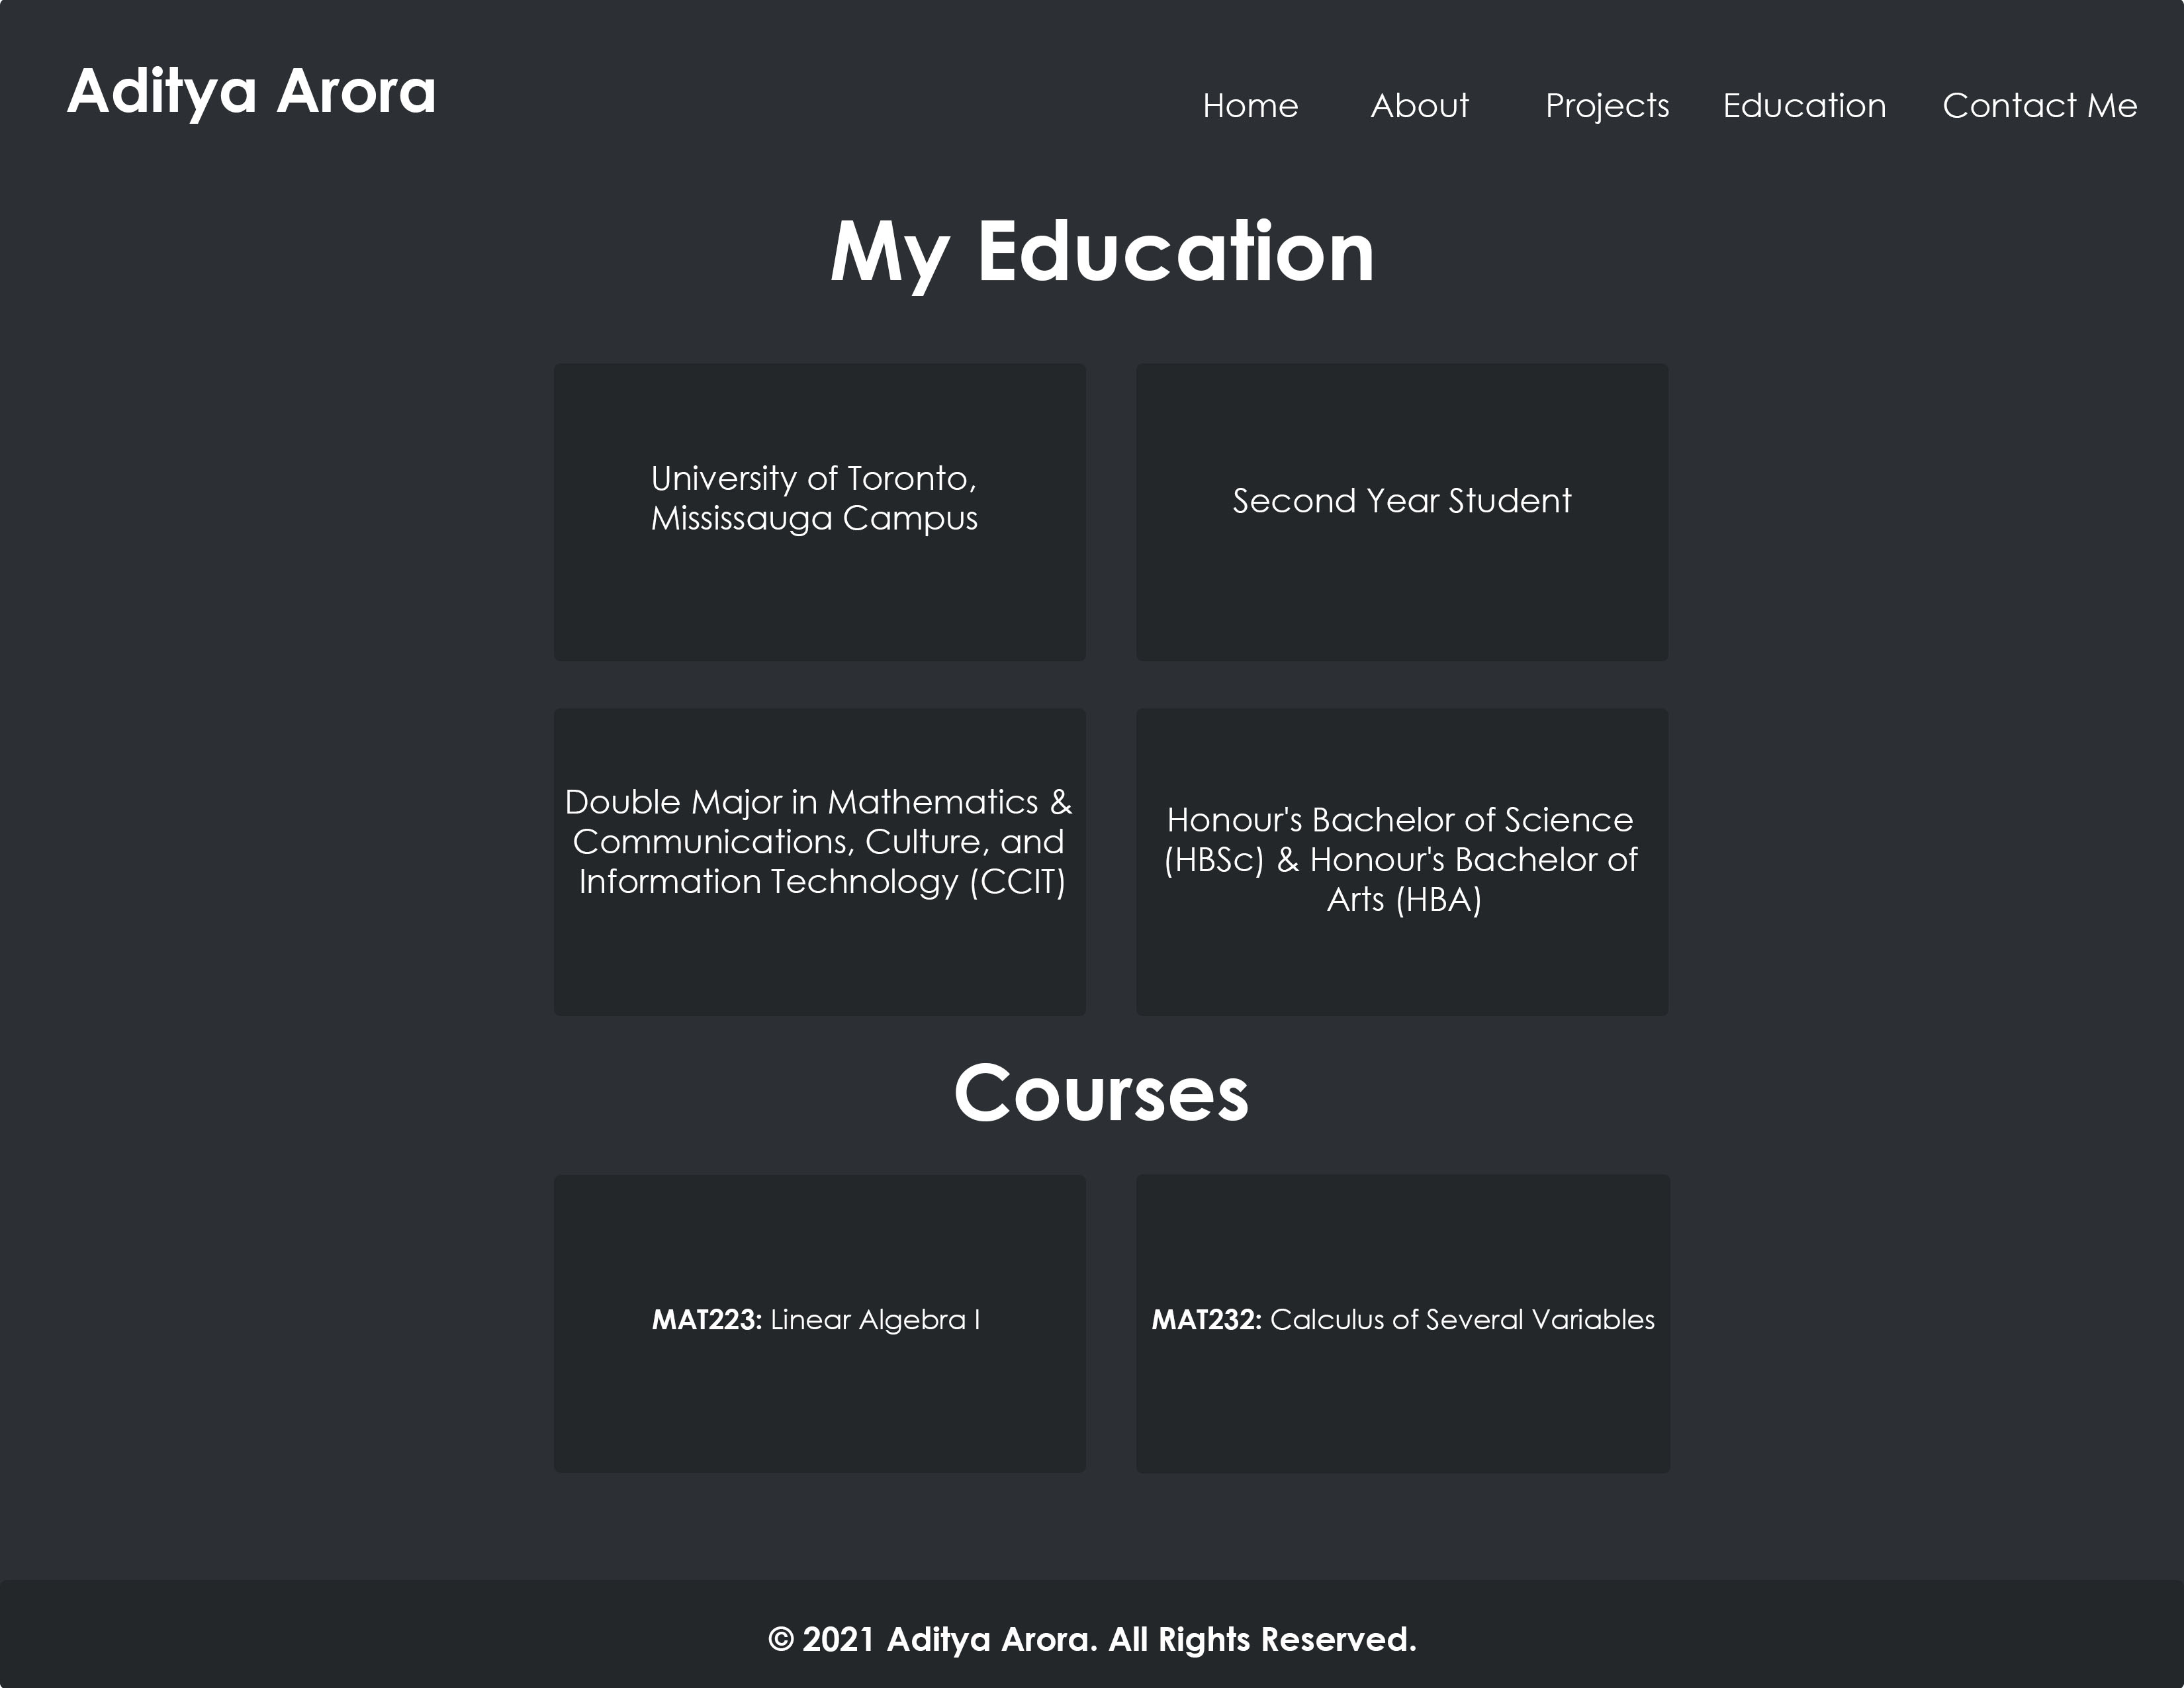 Aditya Arora
Home About Projects Education Contact Me
My Education
University of Toronto,
Mississauga Campus
Second Year Student
Double Major in Mathematics &
Communications, Culture, and
Information Technology (CCIT)
Honour's Bachelor of Science
(HBSc) & Honour's Bachelor of
Arts (HBA)
Courses
MAT223: Linear Algebra I
MAT232: Calculus of Several Variables
© 2021 Aditya Arora. All Rights Reserved.